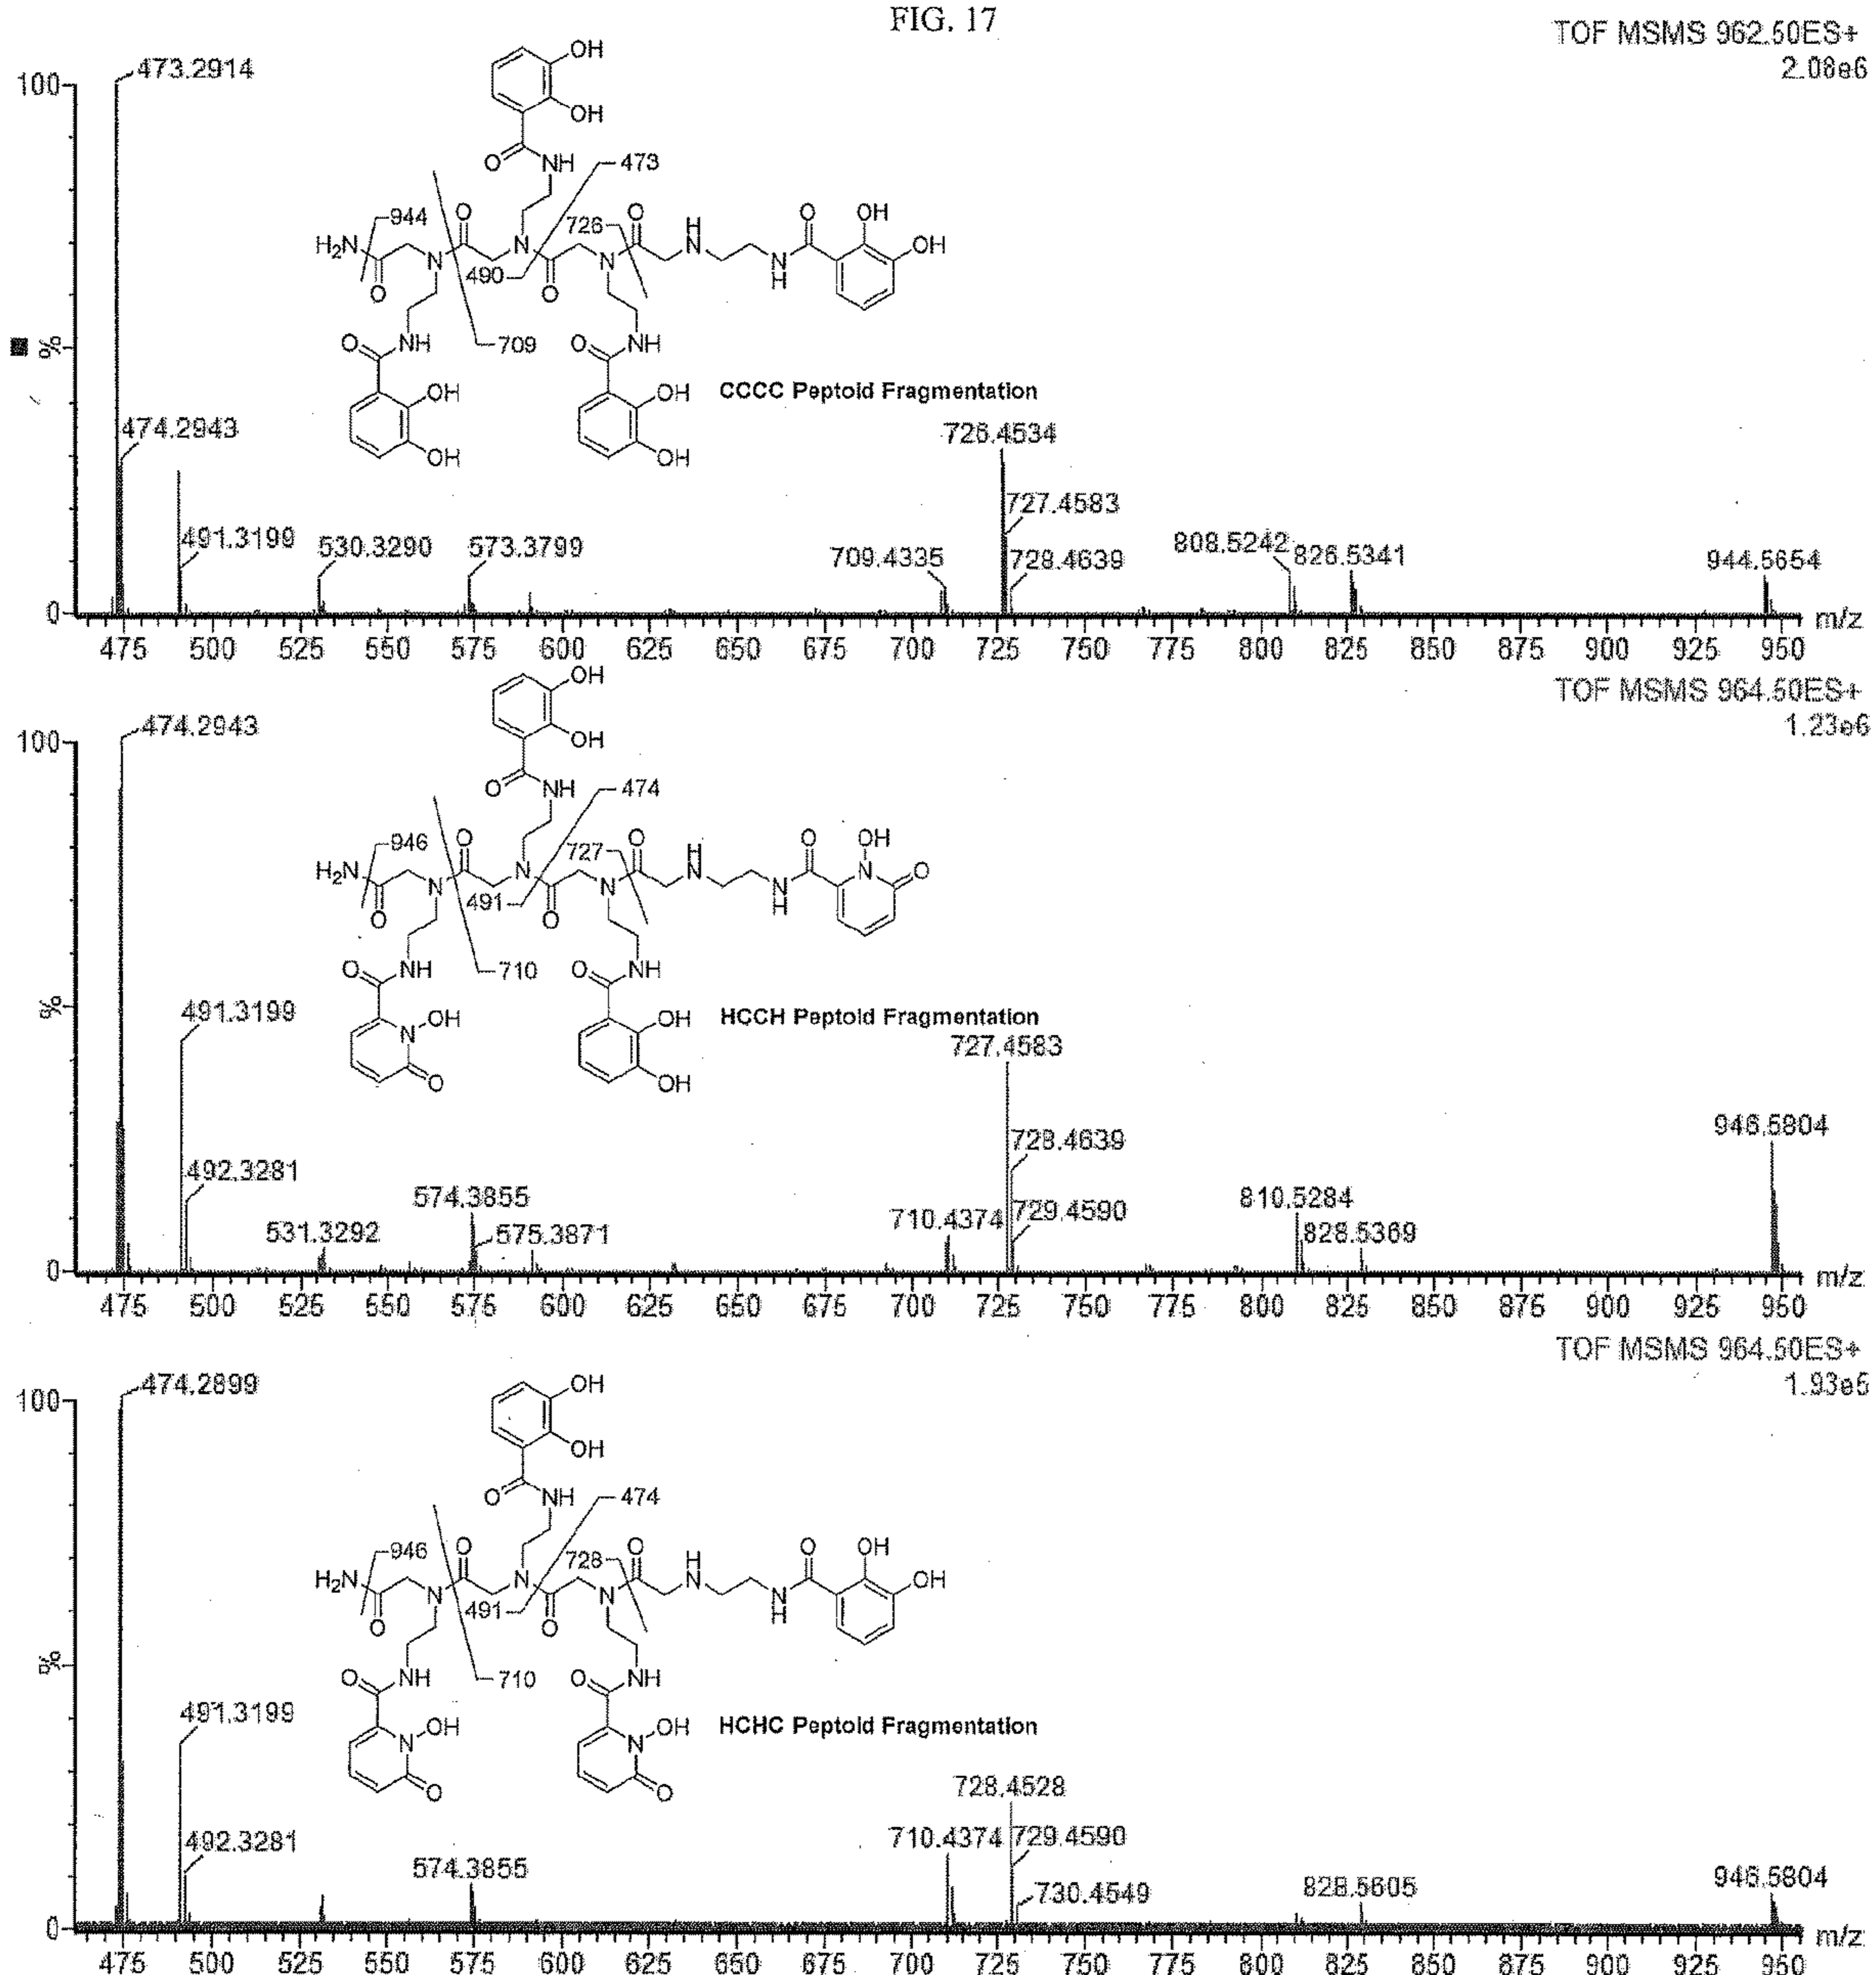 FIG. 17
TOF MSMS 962.50ES+
2.08e6
100
%
0
473.2914
474.2943
491.3199
530.3290
573.3799
709.4335
726.4534
727.4583
728.4639
808.5242
826.5341
944.5654
OH
OH
O
NH
473
944
O
726
O
H
N
O
OH
OH
H2N
O
N
N
490
O
N
N
H
709
O
NH
O
NH
OH
OH
OH
OH
CCCC Peptoid Fragmentation
475 500 525 550 575 600 625 650 675 700 725 750 775 800 825 850 875 900 925 950
m/z
TOF MSMS 964.50ES+
1.23e6
100
%
0
474.2943
491.3199
492.3281
531.3292
574.3855
575.3871
710.4374
727.4583
728.4639
729.4590
810.5284
828.5369
946.5804
OH
OH
O
NH
474
946
O
727
O
H
N
O
OH
N
O
H2N
O
N
N
491
O
N
N
H
710
O
NH
O
NH
N
OH
O
OH
OH
HCCH Peptoid Fragmentation
475 500 525 550 575 600 625 650 675 700 725 750 775 800 825 850 875 900 925 950
m/z
TOF MSMS 964.50ES+
1.93e5
100
%
0
474.2899
491.3199
492.3281
574.3855
710.4374
728.4528
729.4590
730.4549
828.5605
946.5804
OH
OH
O
NH
474
946
O
728
O
H
N
O
OH
OH
H2N
O
N
N
491
O
N
N
H
710
O
NH
O
NH
N
OH
O
N
OH
O
HCHC Peptoid Fragmentation
475 500 525 550 575 600 625 650 675 700 725 750 775 800 825 850 875 900 925 950
m/z